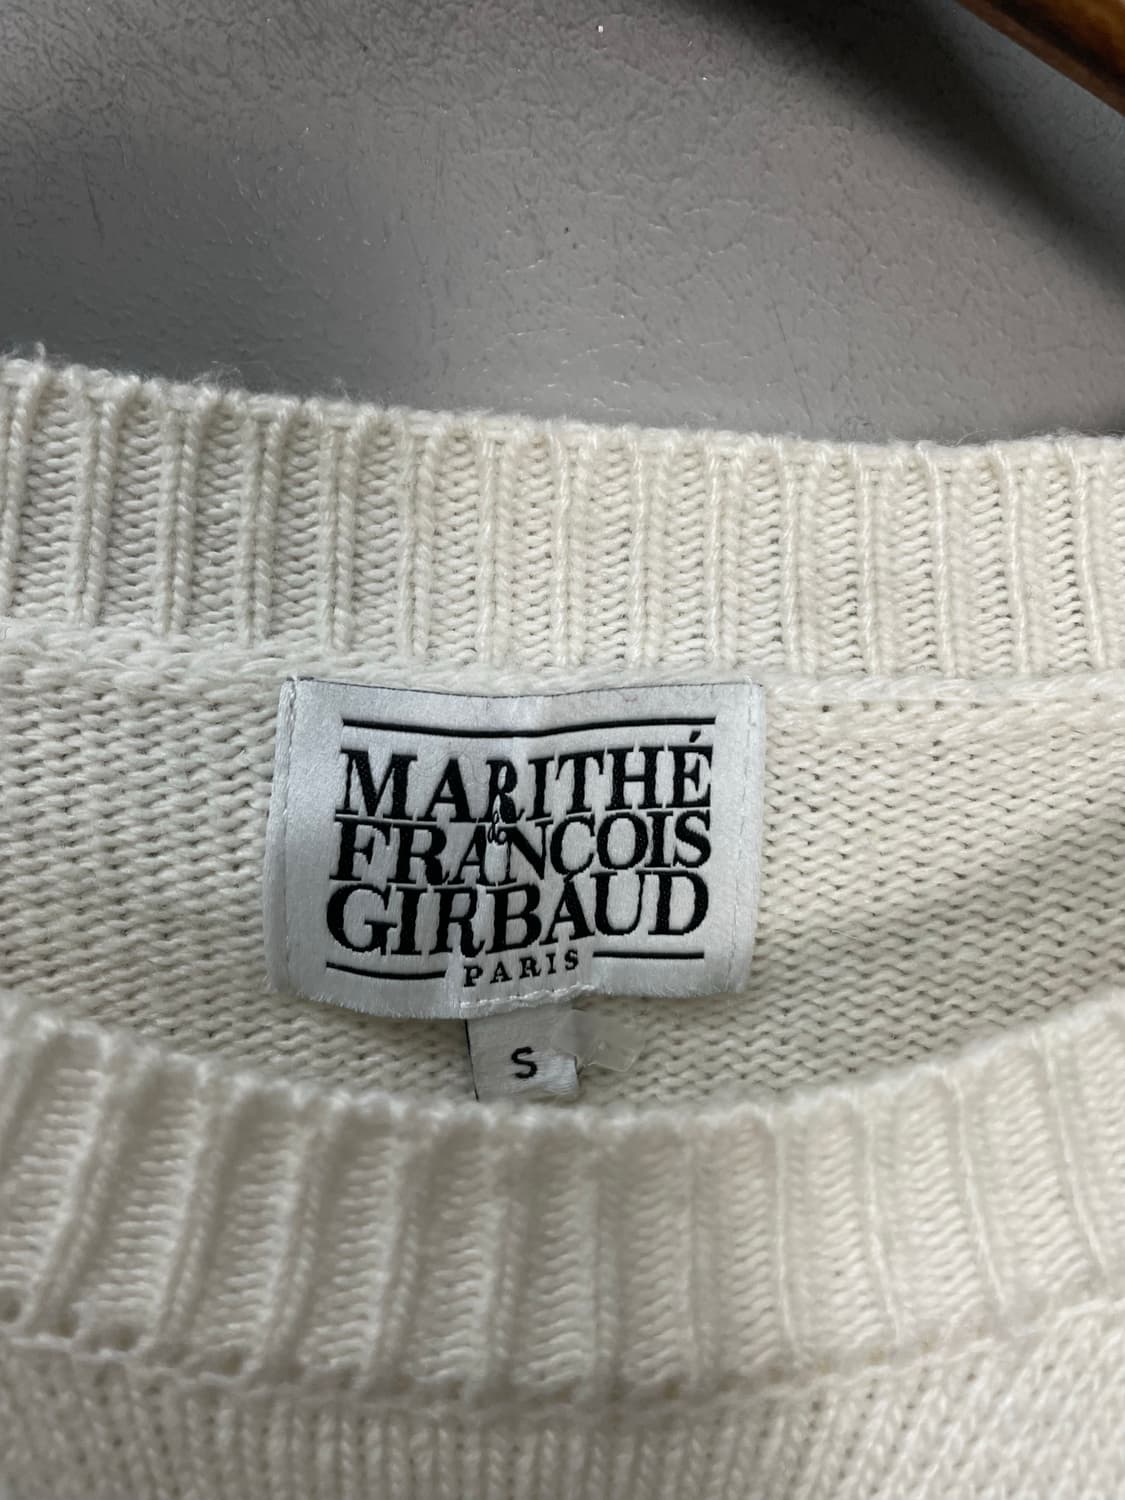 MARITHÉ
&
FRANCOIS
GIRBAUD
PARIS
S